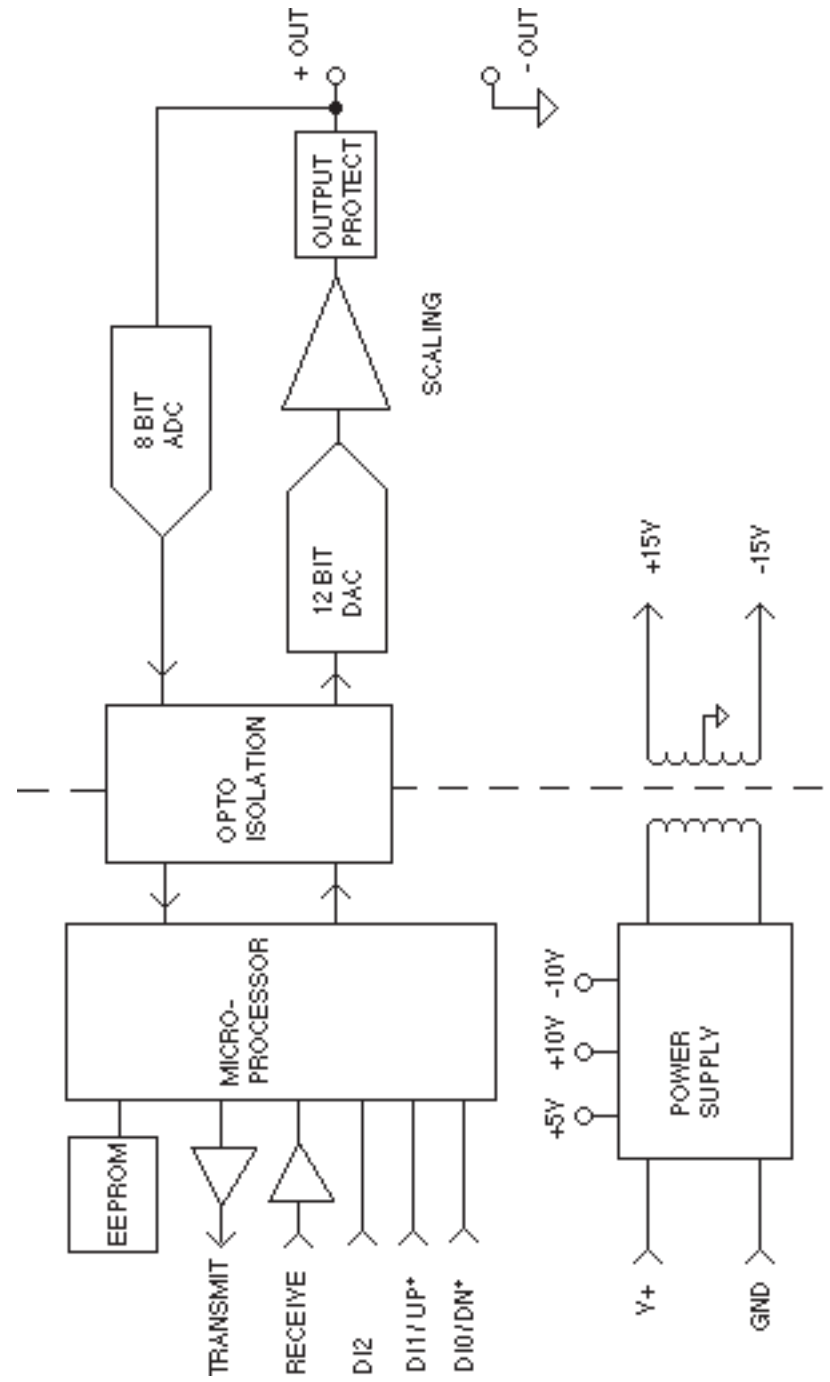 EEPROM
TRANSMIT
RECEIVE
DI2
DI1/ UP*
DI0/ DN*
MICRO-
PROCESSOR
OPTO
ISOLATION
8 BIT
ADC
12 BIT
DAC
SCALING
OUTPUT
PROTECT
+ OUT
- OUT
V+
GND
+5V
+10V
-10V
POWER
SUPPLY
+15V
-15V